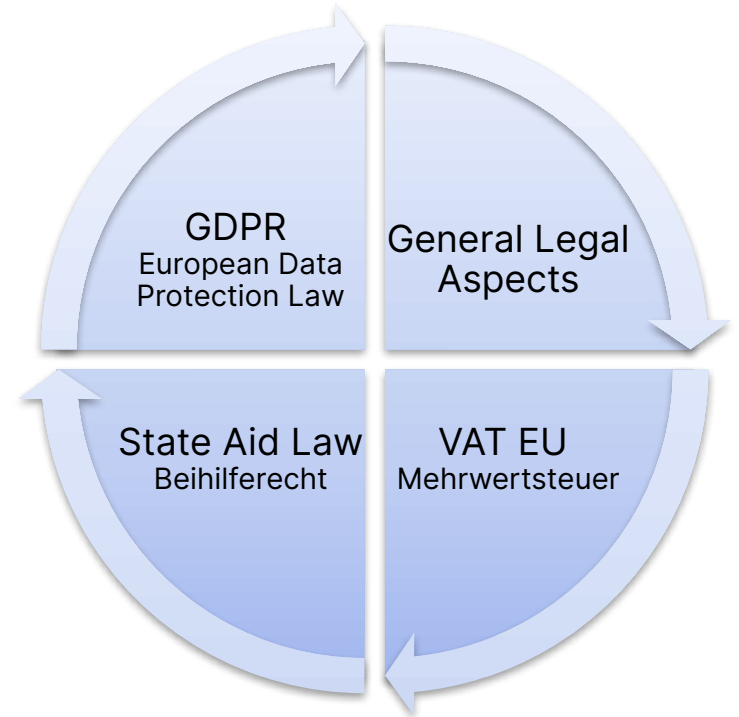 GDPR
European Data
Protection Law
General Legal
Aspects
State Aid Law
Beihilferecht
VAT EU
Mehrwertsteuer